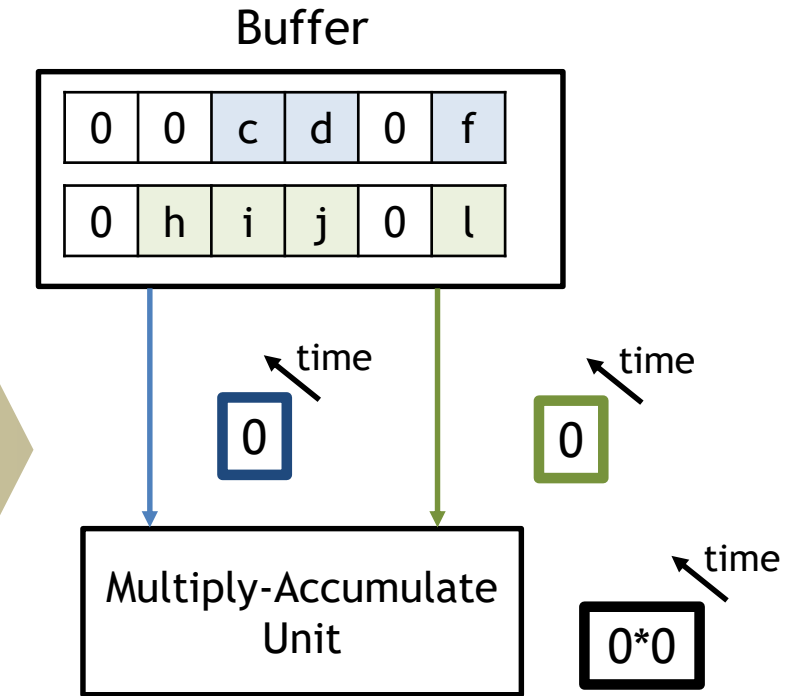 Buffer
0 0 c d 0 f
0 h i j 0 l
time
time
0
0
time
Multiply-Accumulate
Unit
0*0